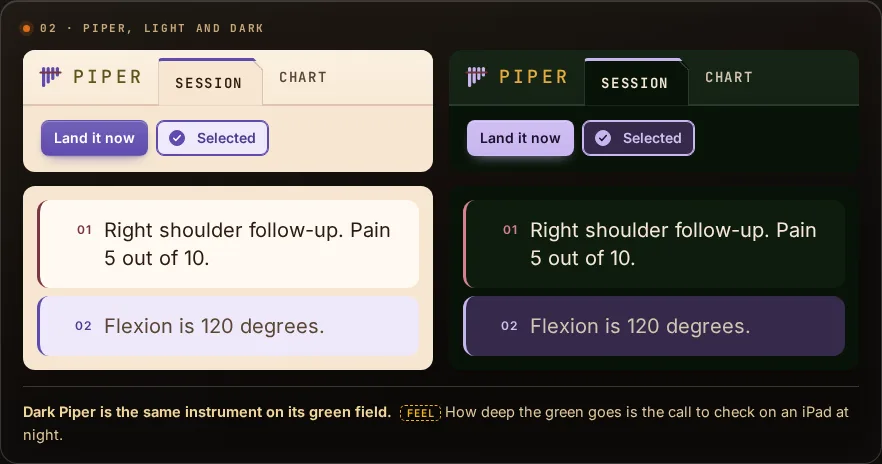 02 · PIPER, LIGHT AND DARK
PIPER
SESSION
CHART
Land it now
Selected
01
Right shoulder follow-up. Pain
5 out of 10.
02
Flexion is 120 degrees.
PIPER
SESSION
CHART
Land it now
Selected
01
Right shoulder follow-up. Pain
5 out of 10.
02
Flexion is 120 degrees.
Dark Piper is the same instrument on its green field. FEEL How deep the green goes is the call to check on an iPad at
night.